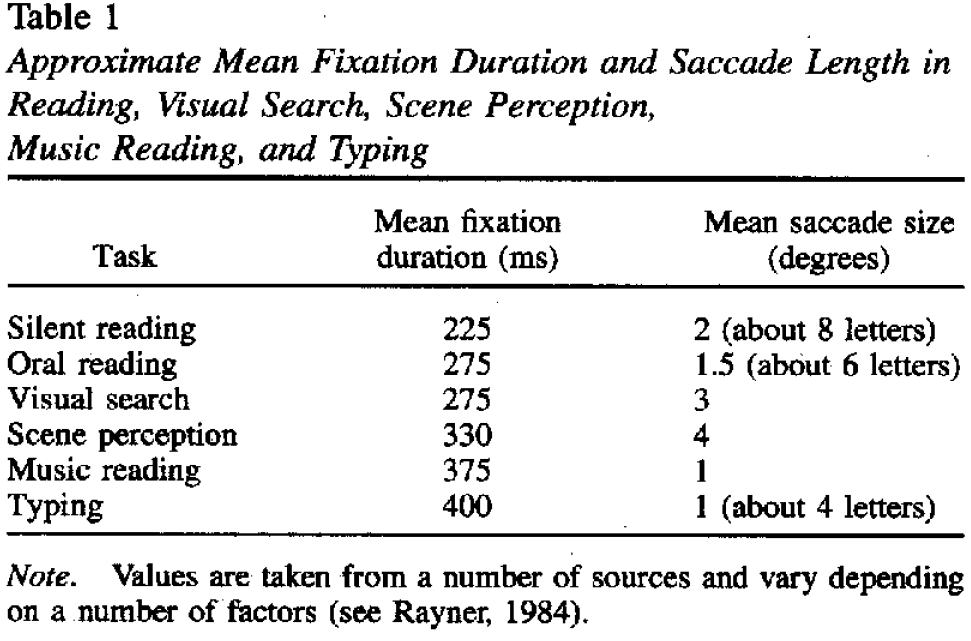 Table 1
Approximate Mean Fixation Duration and Saccade Length in
Reading, Visual Search, Scene Perception,
Music Reading, and Typing
Task Mean fixation duration (ms) Mean saccade size (degrees)
Silent reading 225 2 (about 8 letters)
Oral reading 275 1.5 (about 6 letters)
Visual search 275 3
Scene perception 330 4
Music reading 375 1
Typing 400 1 (about 4 letters)
Note. Values are taken from a number of sources and vary depending
on a number of factors (see Rayner, 1984).